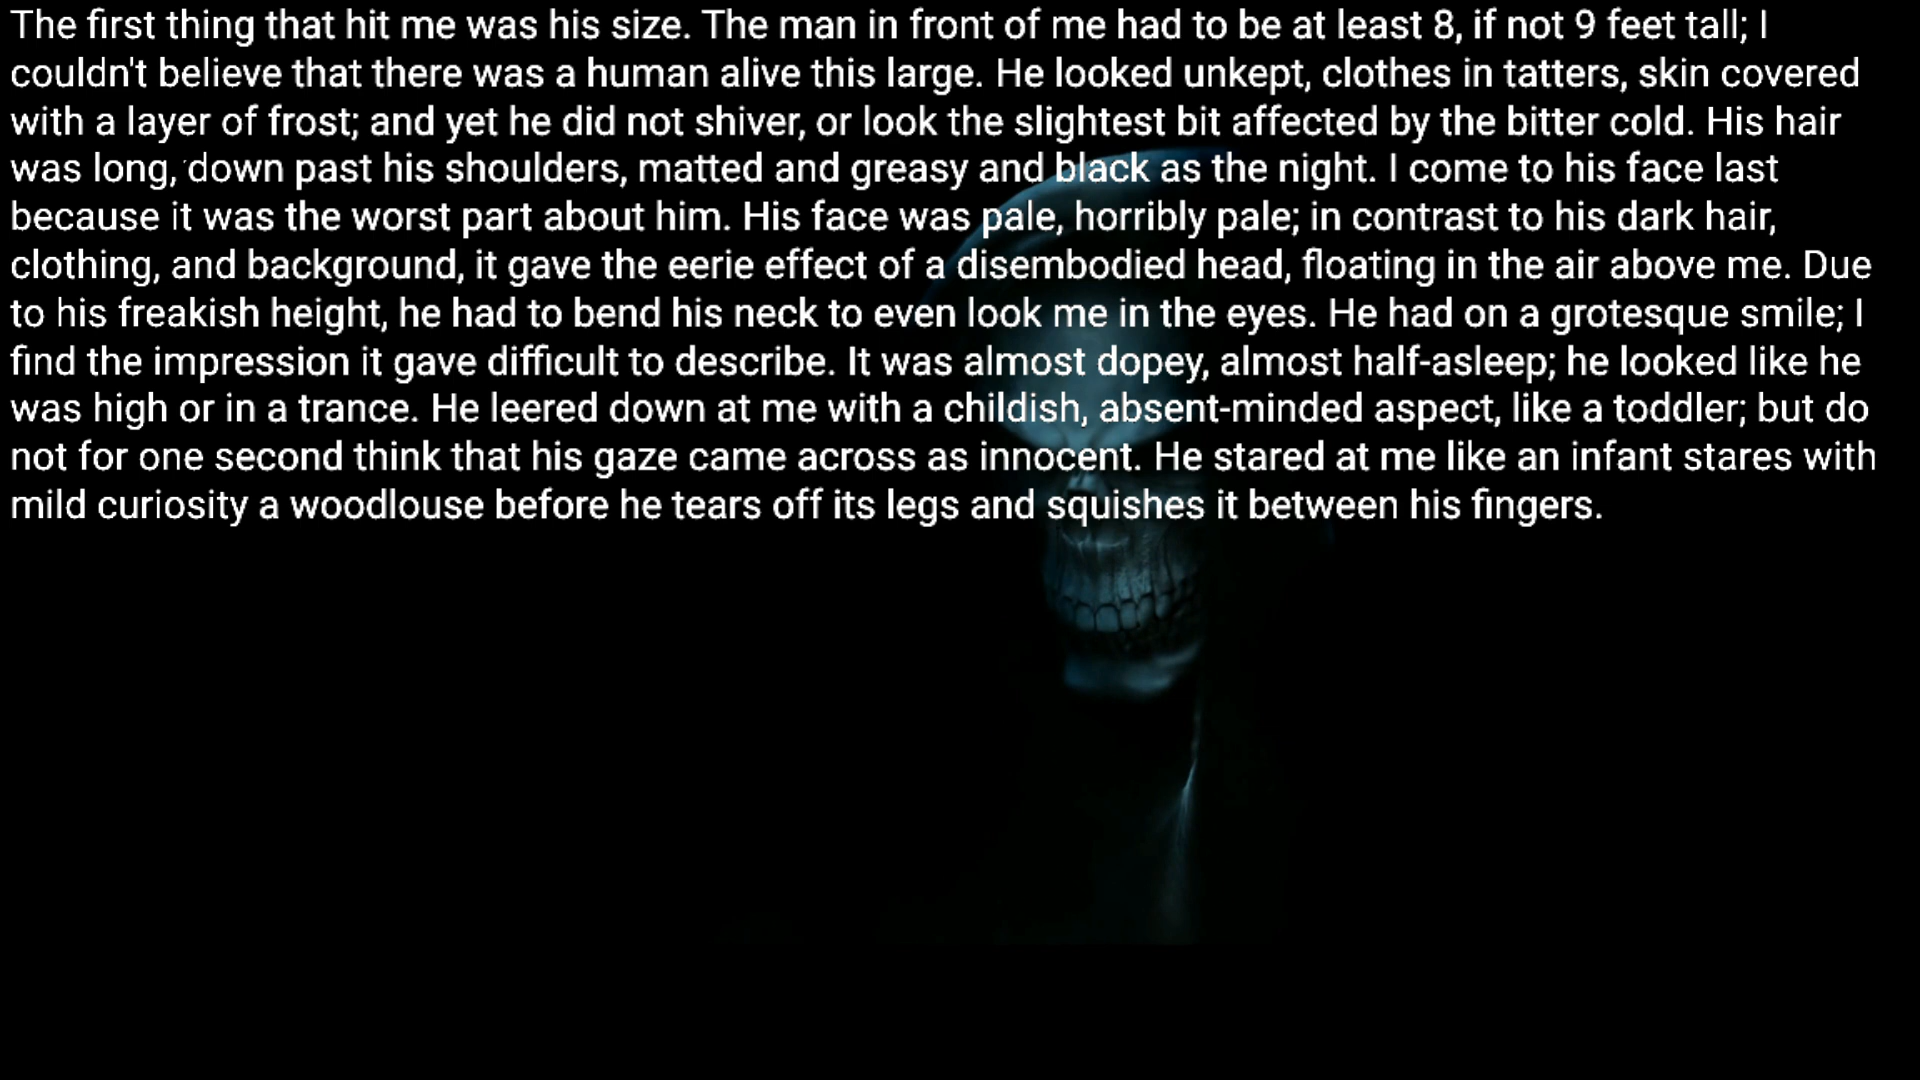 The first thing that hit me was his size. The man in front of me had to be at least 8, if not 9 feet tall; I
couldn't believe that there was a human alive this large. He looked unkept, clothes in tatters, skin covered
with a layer of frost; and yet he did not shiver, or look the slightest bit affected by the bitter cold. His hair
was long, down past his shoulders, matted and greasy and black as the night. I come to his face last
because it was the worst part about him. His face was pale, horribly pale; in contrast to his dark hair,
clothing, and background, it gave the eerie effect of a disembodied head, floating in the air above me. Due
to his freakish height, he had to bend his neck to even look me in the eyes. He had on a grotesque smile; I
find the impression it gave difficult to describe. It was almost dopey, almost half-asleep; he looked like he
was high or in a trance. He leered down at me with a childish, absent-minded aspect, like a toddler; but do
not for one second think that his gaze came across as innocent. He stared at me like an infant stares with
mild curiosity a woodlouse before he tears off its legs and squishes it between his fingers.